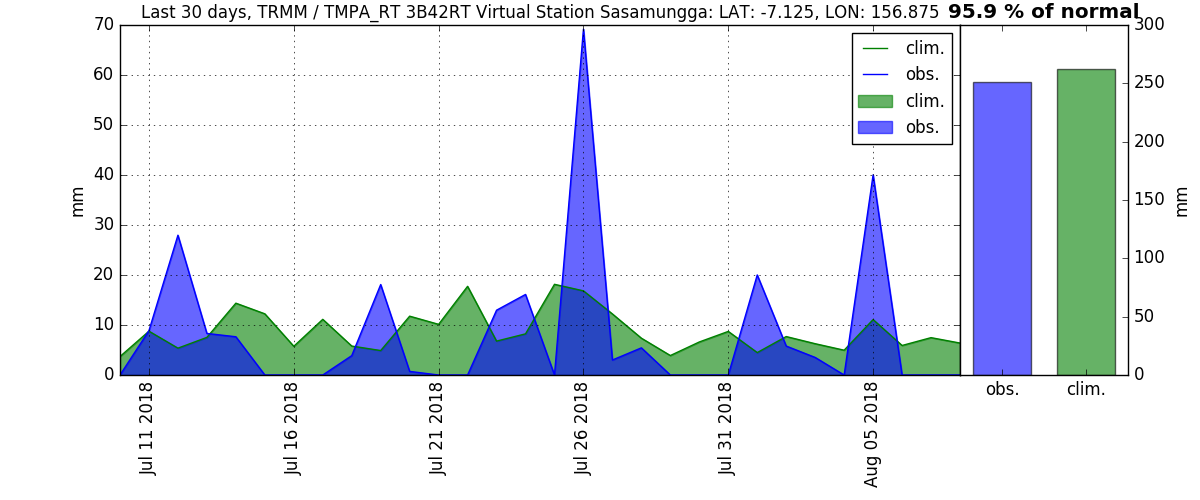 Last 30 days, TRMM / TMPA_RT 3B42RT Virtual Station Sasamungga: LAT: -7.125, LON: 156.875
95.9 % of normal
70
60
50
40
30
20
10
0
mm
clim.
obs.
clim.
obs.
Jul 11 2018
Jul 16 2018
Jul 21 2018
Jul 26 2018
Jul 31 2018
Aug 05 2018
300
250
200
150
100
50
0
mm
obs.
clim.